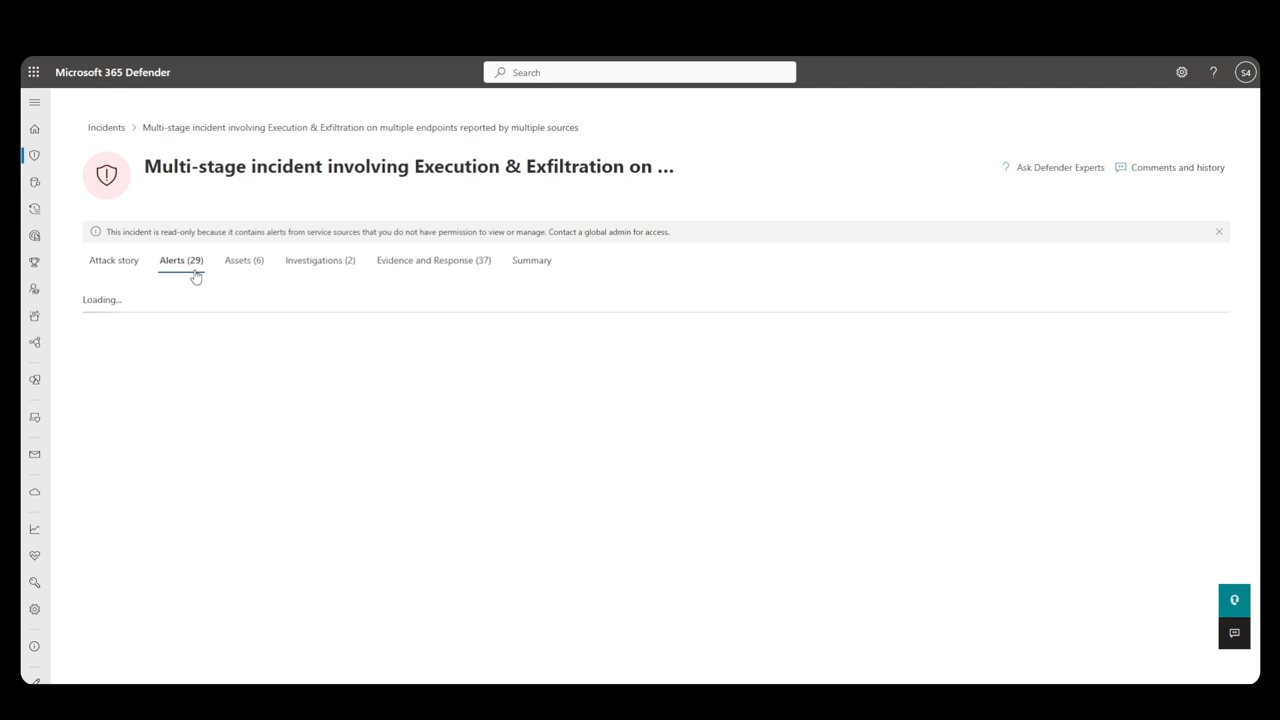 Microsoft 365 Defender
Search
?
S4
Incidents > Multi-stage incident involving Execution & Exfiltration on multiple endpoints reported by multiple sources
Multi-stage incident involving Execution & Exfiltration on ...
? Ask Defender Experts
Comments and history
This incident is read-only because it contains alerts from service sources that you do not have permission to view or manage. Contact a global admin for access.
Attack story Alerts (29) Assets (6) Investigations (2) Evidence and Response (37) Summary
Loading...